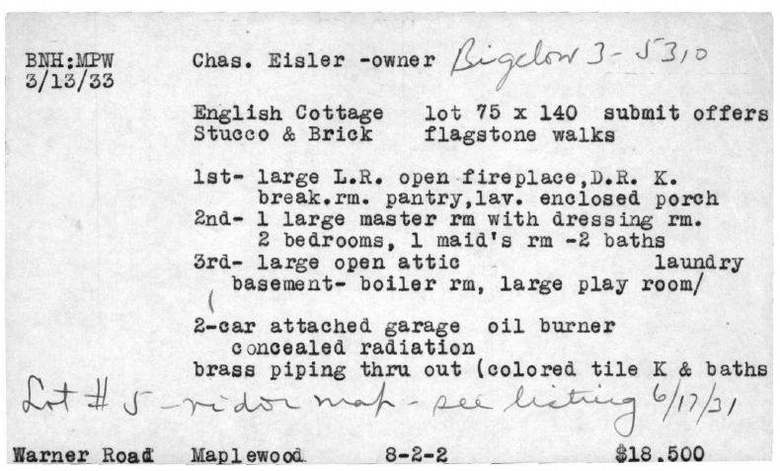 BNH:MPW Chas. Eisler -owner Bigelow 3-5310
3/13/33
English Cottage lot 75 x 140 submit offers
Stucco & Brick flagstone walks
1st- large L.R. open fireplace,D.R. K.
break.rm. pantry,lav. enclosed porch
2nd- 1 large master rm with dressing rm.
2 bedrooms, 1 maid's rm -2 baths
3rd- large open attic laundry
basement- boiler rm, large play room/
2-car attached garage oil burner
concealed radiation
brass piping thru out (colored tile K & baths
Lot # 5 - map - see listing 6/17/31
Warner Road Maplewood 8-2-2 $18.500